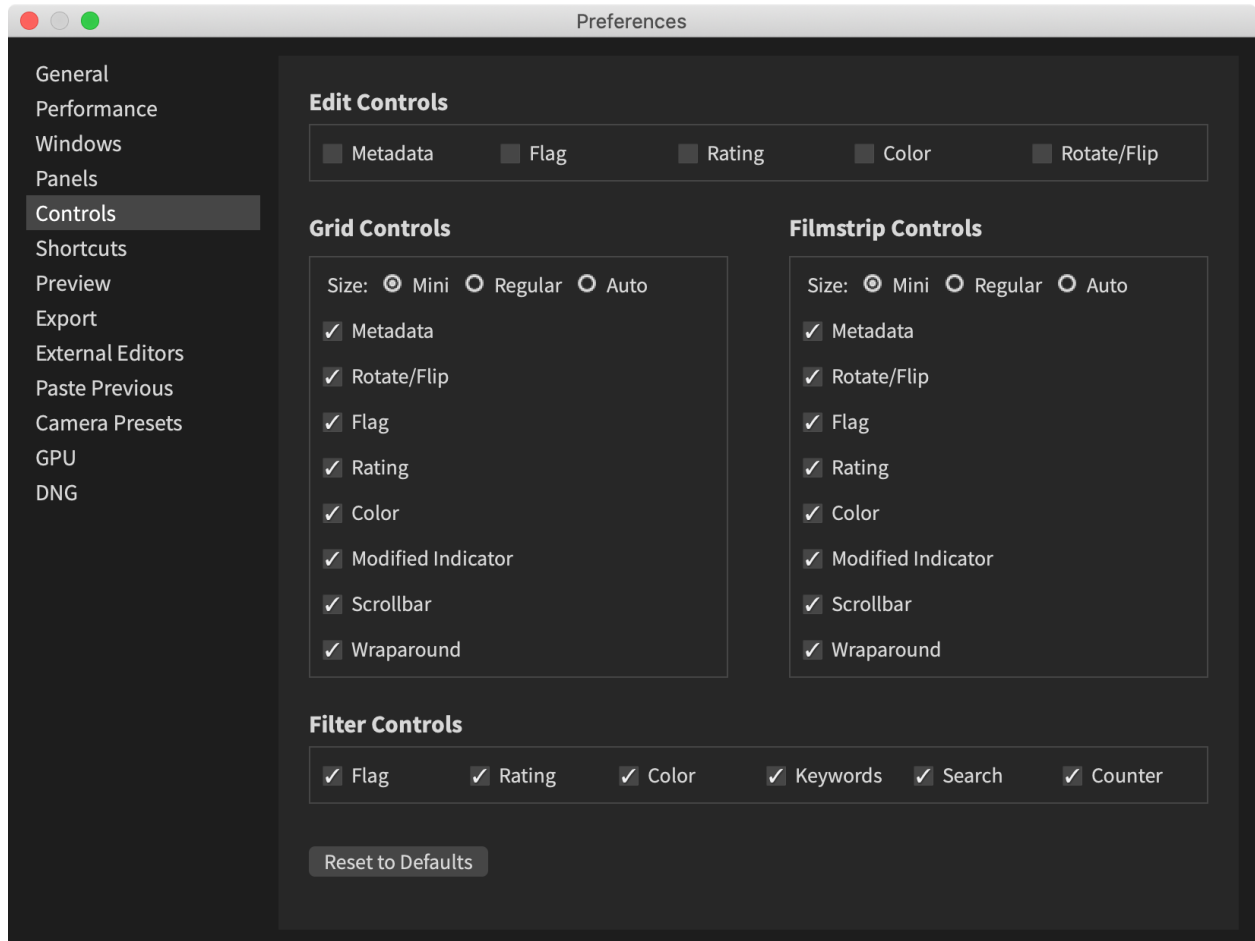 Preferences
General
Performance
Windows
Panels
Controls
Shortcuts
Preview
Export
External Editors
Paste Previous
Camera Presets
GPU
DNG
Edit Controls
Metadata Flag Rating Color Rotate/Flip
Grid Controls
Size: Mini Regular Auto
Metadata
Rotate/Flip
Flag
Rating
Color
Modified Indicator
Scrollbar
Wraparound
Filmstrip Controls
Size: Mini Regular Auto
Metadata
Rotate/Flip
Flag
Rating
Color
Modified Indicator
Scrollbar
Wraparound
Filter Controls
Flag Rating Color Keywords Search Counter
Reset to Defaults